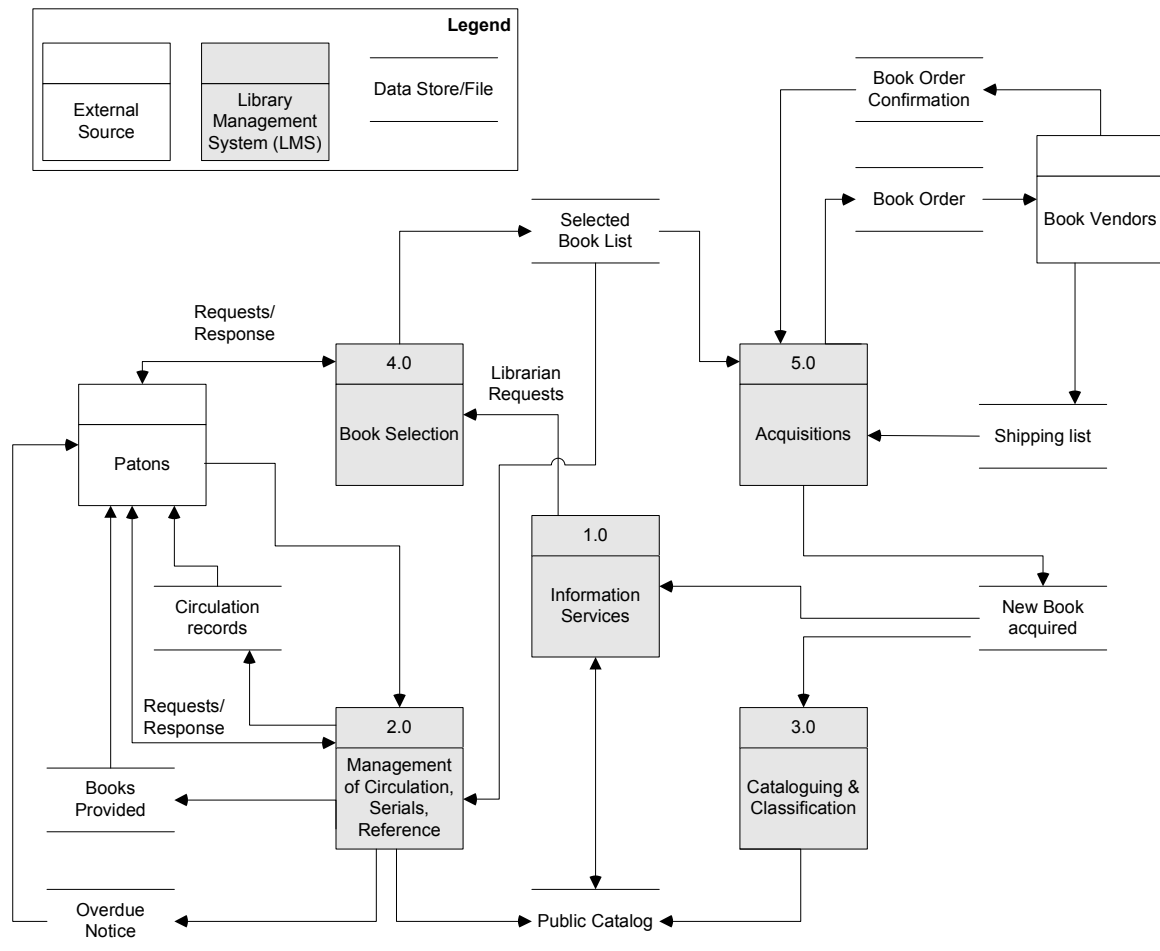 Legend
External
Source
Library
Management
System (LMS)
Data Store/File
Book Order
Confirmation
Book Order
Book Vendors
Selected
Book List
Requests/
Response
4.0
Book Selection
Librarian
Requests
5.0
Acquisitions
Shipping list
Patons
1.0
Information
Services
New Book
acquired
Circulation
records
Requests/
Response
2.0
Management
of Circulation,
Serials,
Reference
3.0
Cataloguing &
Classification
Books
Provided
Overdue
Notice
Public Catalog